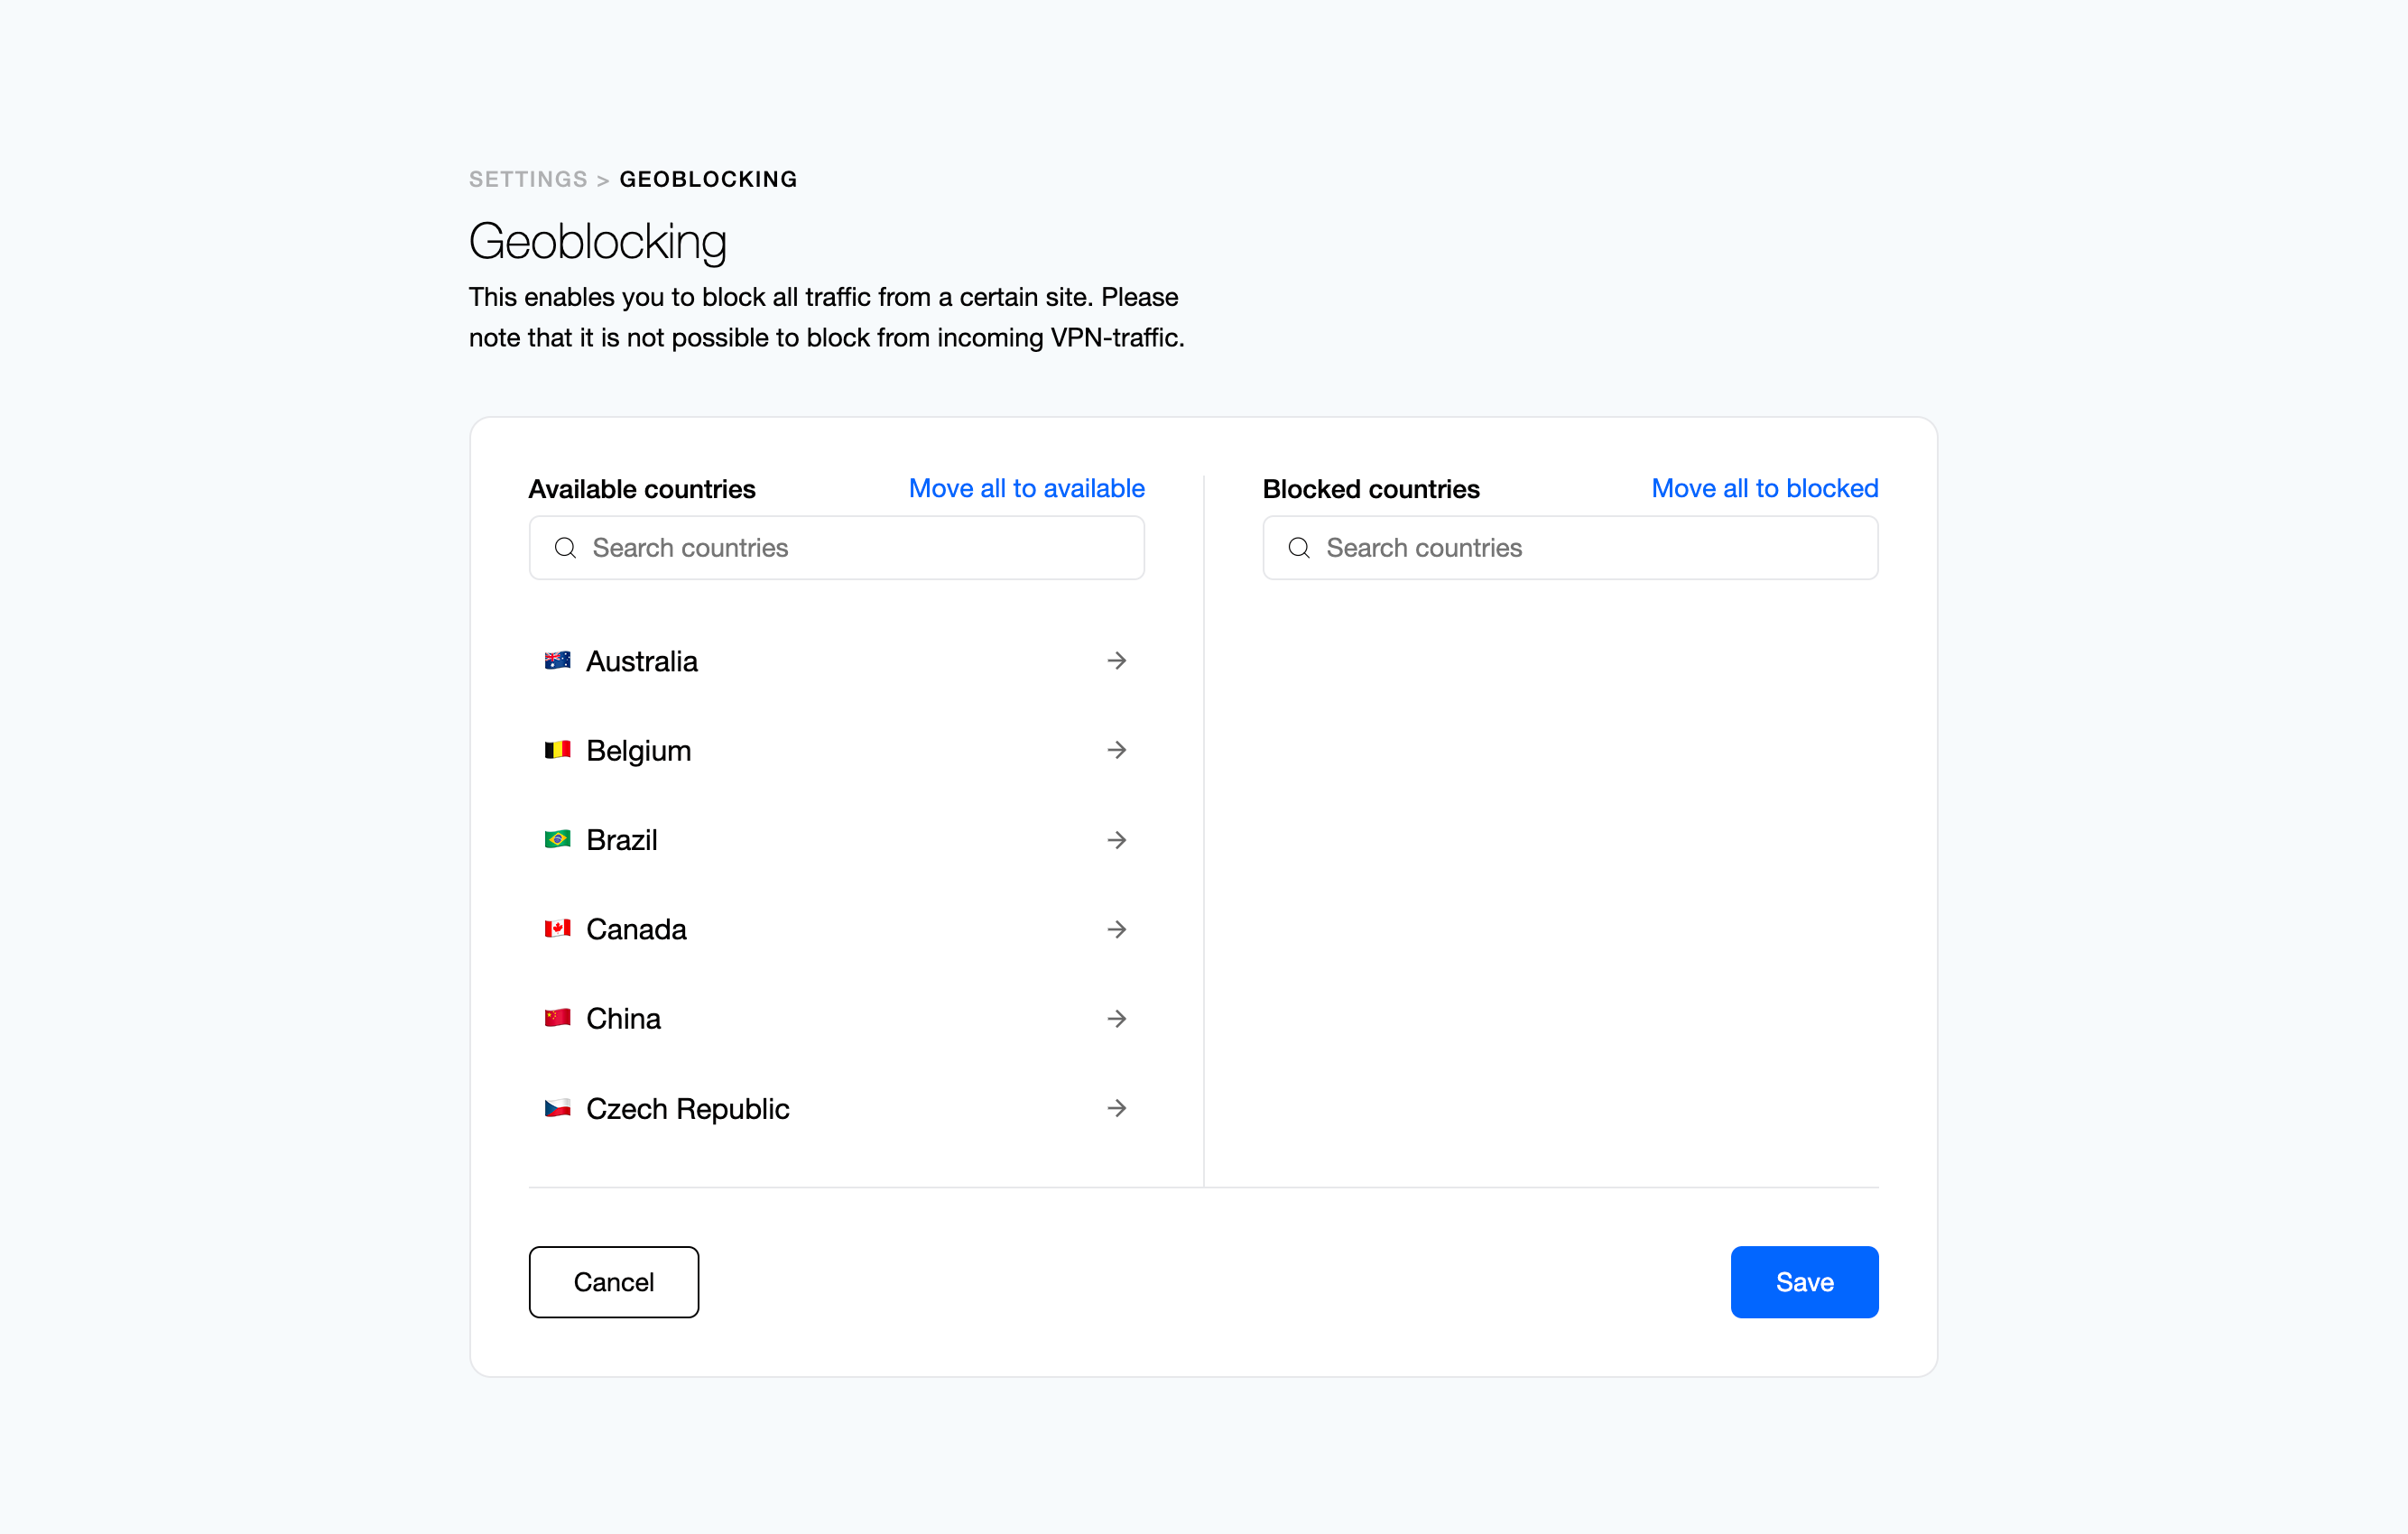 SETTINGS > GEOBLOCKING
Geoblocking
This enables you to block all traffic from a certain site. Please
note that it is not possible to block from incoming VPN-traffic.
Available countries
Move all to available
Search countries
Australia
Belgium
Brazil
Canada
China
Czech Republic
Blocked countries
Move all to blocked
Search countries
Cancel
Save